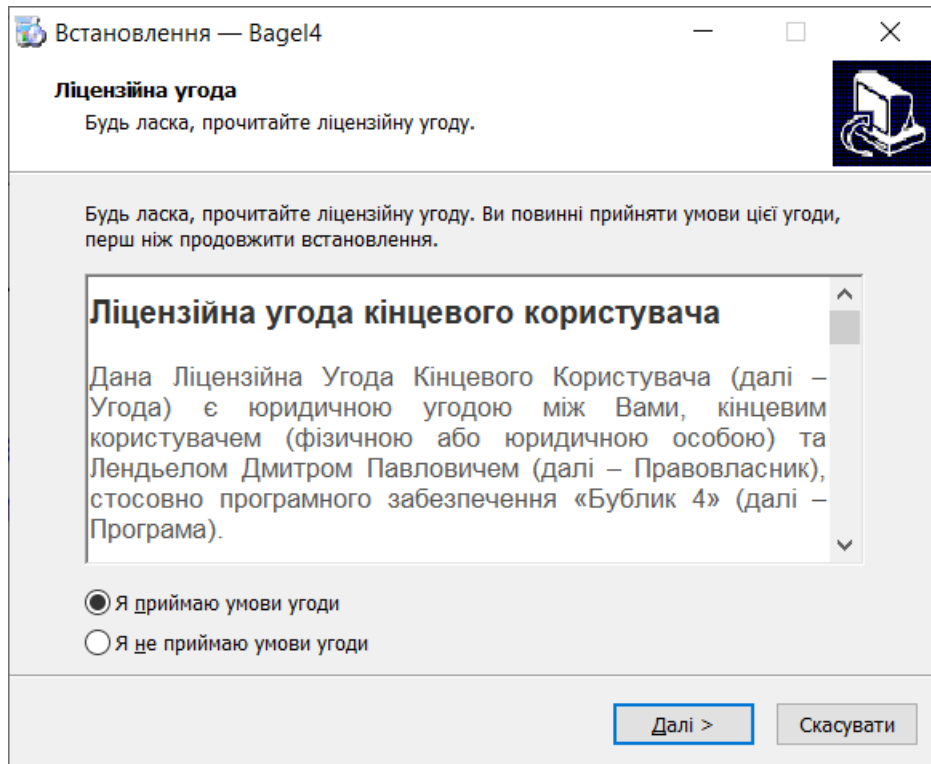 Встановлення — Bagel4
Ліцензійна угода
Будь ласка, прочитайте ліцензійну угоду.
Будь ласка, прочитайте ліцензійну угоду. Ви повинні прийняти умови цієї угоди,
перш ніж продовжити встановлення.
Ліцензійна угода кінцевого користувача
Дана Ліцензійна Угода Кінцевого Користувача (далі –
Угода) є юридичною угодою між Вами, кінцевим
користувачем (фізичною або юридичною особою) та
Лендьелом Дмитром Павловичем (далі – Правовласник),
стосовно програмного забезпечення «Бублик 4» (далі –
Програма).
Я приймаю умови угоди
Я не приймаю умови угоди
Далі >
Скасувати